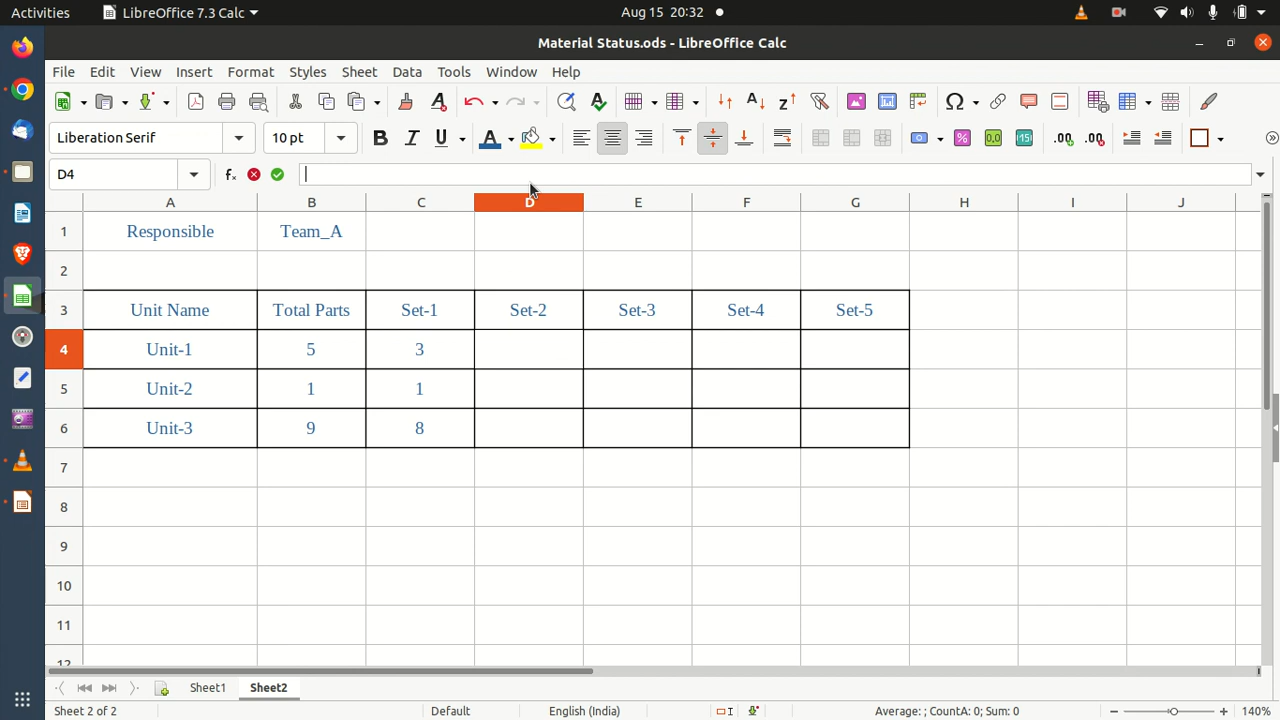 Activities LibreOffice 7.3 Calc Aug 15 20:32
Material Status.ods - LibreOffice Calc
File Edit View Insert Format Styles Sheet Data Tools Window Help
Liberation Serif 10 pt
D4
A B C D E F G H I J
1 Responsible Team_A
2
3 Unit Name Total Parts Set-1 Set-2 Set-3 Set-4 Set-5
4 Unit-1 5 3
5 Unit-2 1 1
6 Unit-3 9 8
7
8
9
10
11
12
Sheet1 Sheet2
Sheet 2 of 2 Default English (India) Average: ; CountA: 0; Sum: 0 140%